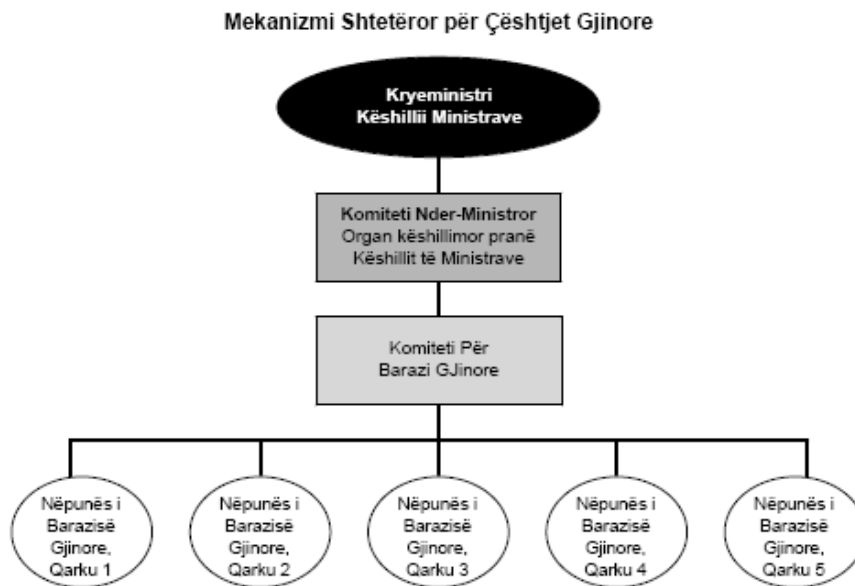 Mekanizmi Shtetëror për Çështjet Gjinore
Kryeministri
Këshillii Ministrave
Komiteti Nder-Ministror
Organ këshillimor pranë
Këshillit të Ministrave
Komiteti Për
Barazi GJinore
Nëpunës i
Barazisë
Gjinore,
Qarku 1
Nëpunës i
Barazisë
Gjinore,
Qarku 2
Nëpunës i
Barazisë
Gjinore,
Qarku 3
Nëpunës i
Barazisë
Gjinore,
Qarku 4
Nëpunës i
Barazisë
Gjinore,
Qarku 5